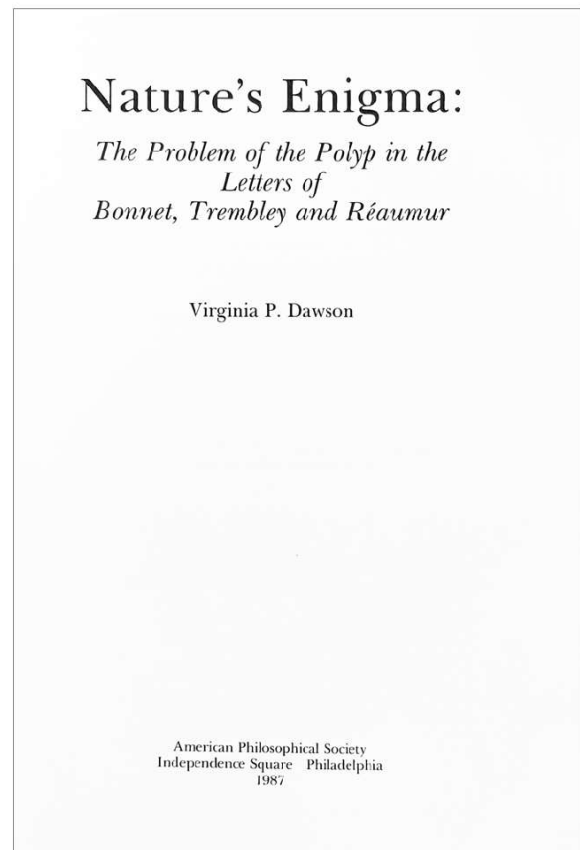 Nature's Enigma:
The Problem of the Polyp in the
Letters of
Bonnet, Trembley and Réaumur
Virginia P. Dawson
American Philosophical Society
Independence Square Philadelphia
1987